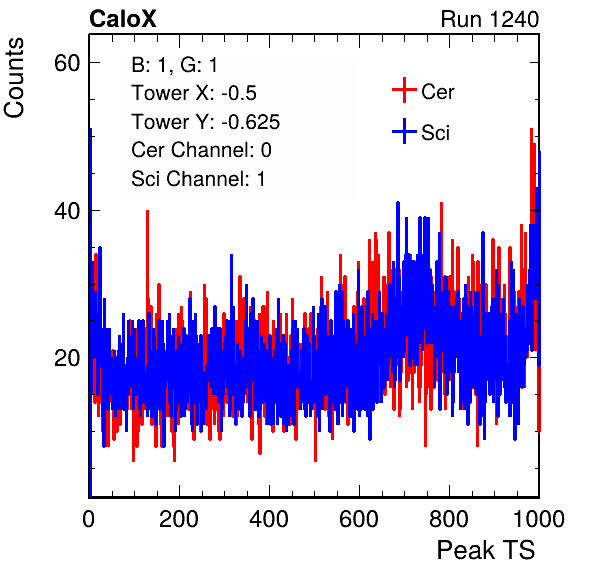 CaloX Run 1240
Counts
60
40
20
B: 1, G: 1
Tower X: -0.5
Tower Y: -0.625
Cer Channel: 0
Sci Channel: 1
Cer
Sci
0 200 400 600 800 1000
Peak TS